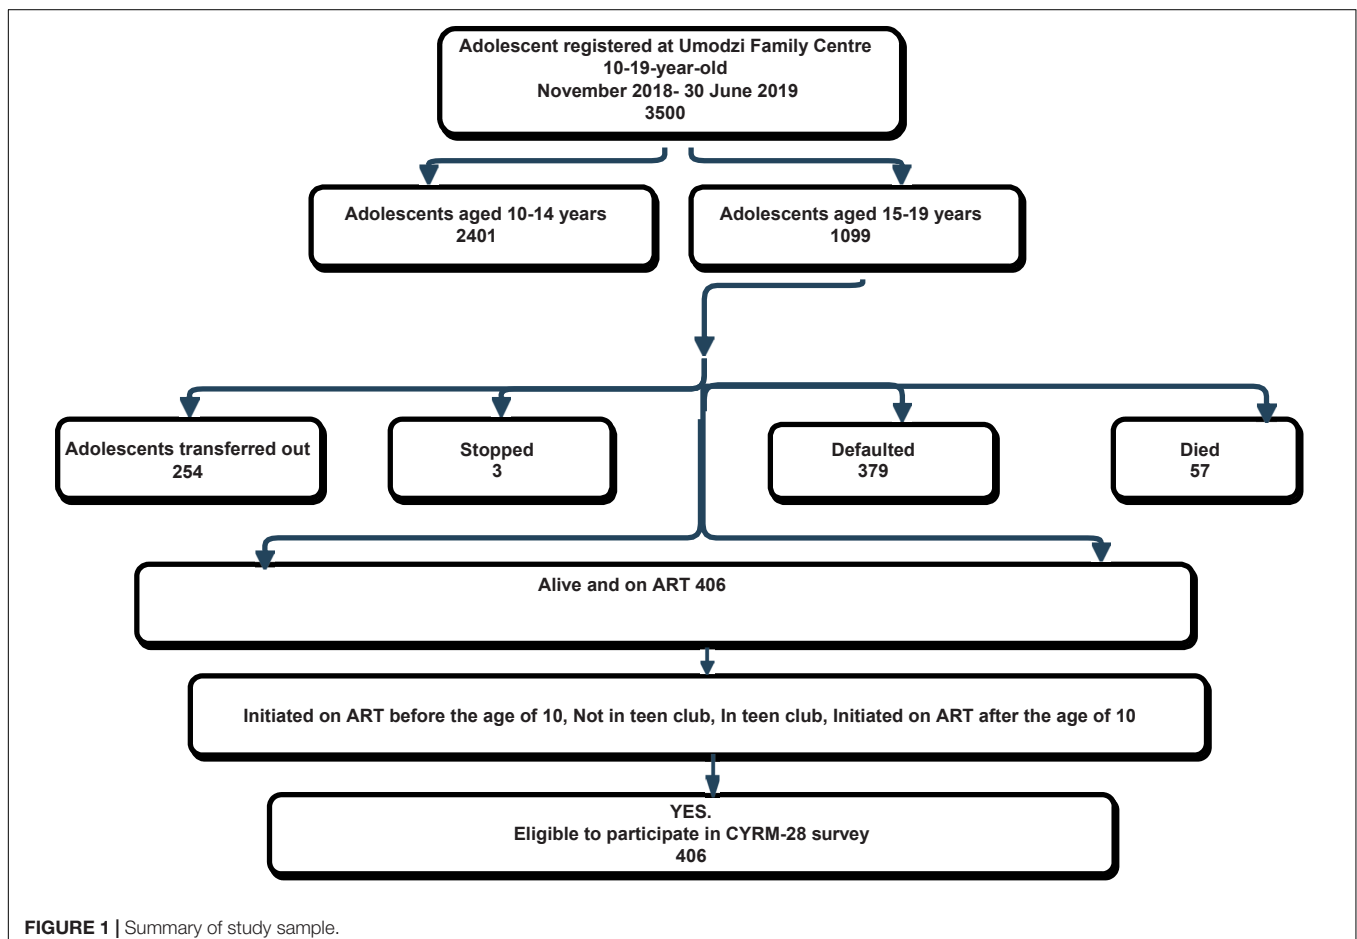 Adolescent registered at Umodzi Family Centre
10-19-year-old
November 2018- 30 June 2019
3500
Adolescents aged 10-14 years
2401
Adolescents aged 15-19 years
1099
Adolescents transferred out
254
Stopped
3
Defaulted
379
Died
57
Alive and on ART 406
Initiated on ART before the age of 10, Not in teen club, In teen club, Initiated on ART after the age of 10
YES.
Eligible to participate in CYRM-28 survey
406
FIGURE 1 | Summary of study sample.